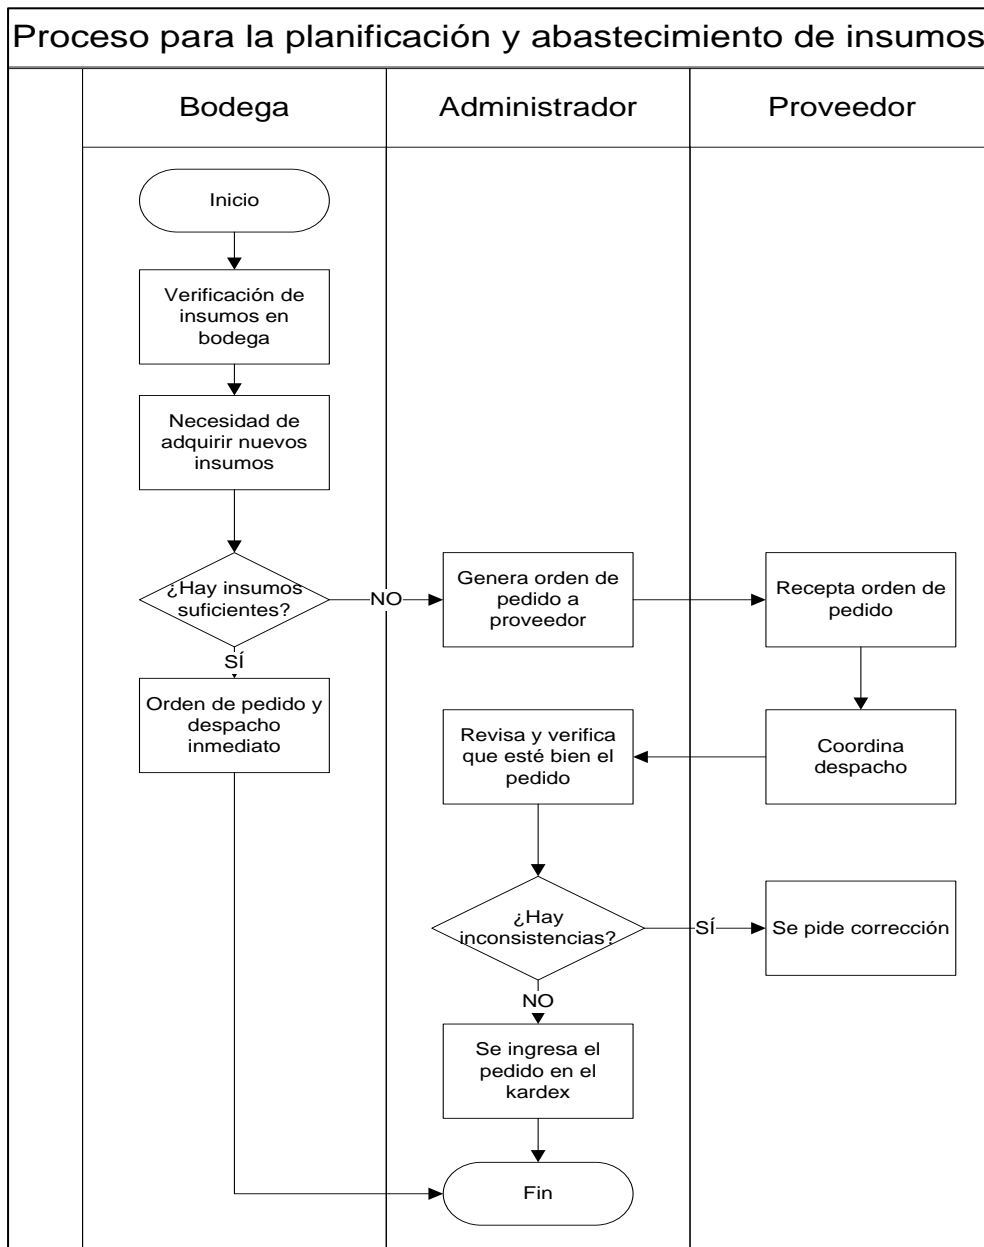 Proceso para la planificación y abastecimiento de insumos
Bodega
Administrador
Proveedor
Inicio
Verificación de
insumos en
bodega
Necesidad de
adquirir nuevos
insumos
¿Hay insumos
suficientes?
NO
Genera orden de
pedido a
proveedor
Recepta orden de
pedido
SÍ
Orden de pedido y
despacho
inmediato
Revisa y verifica
que esté bien el
pedido
Coordina
despacho
¿Hay
inconsistencias?
SÍ
Se pide corrección
NO
Se ingresa el
pedido en el
kardex
Fin